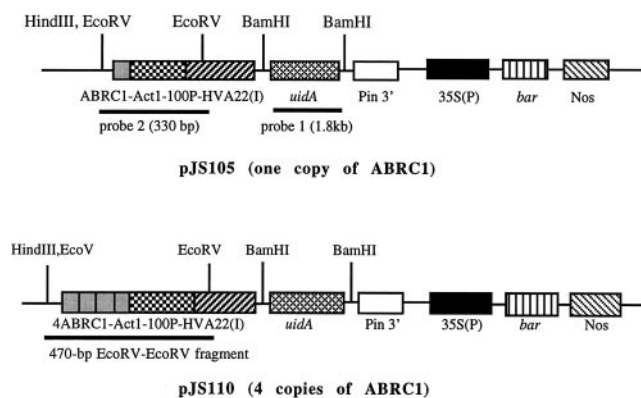 HindIII, EcoRV EcoRV BamHI BamHI
ABRC1-Act1-100P-HVA22(I) uidA Pin 3' 35S(P) bar Nos
probe 2 (330 bp) probe 1 (1.8kb)
pJS105 (one copy of ABRC1)
HindIII,EcoV EcoRV BamHI BamHI
4ABRC1-Act1-100P-HVA22(I) uidA Pin 3' 35S(P) bar Nos
470-bp EcoRV-EcoRV fragment
pJS110 (4 copies of ABRC1)